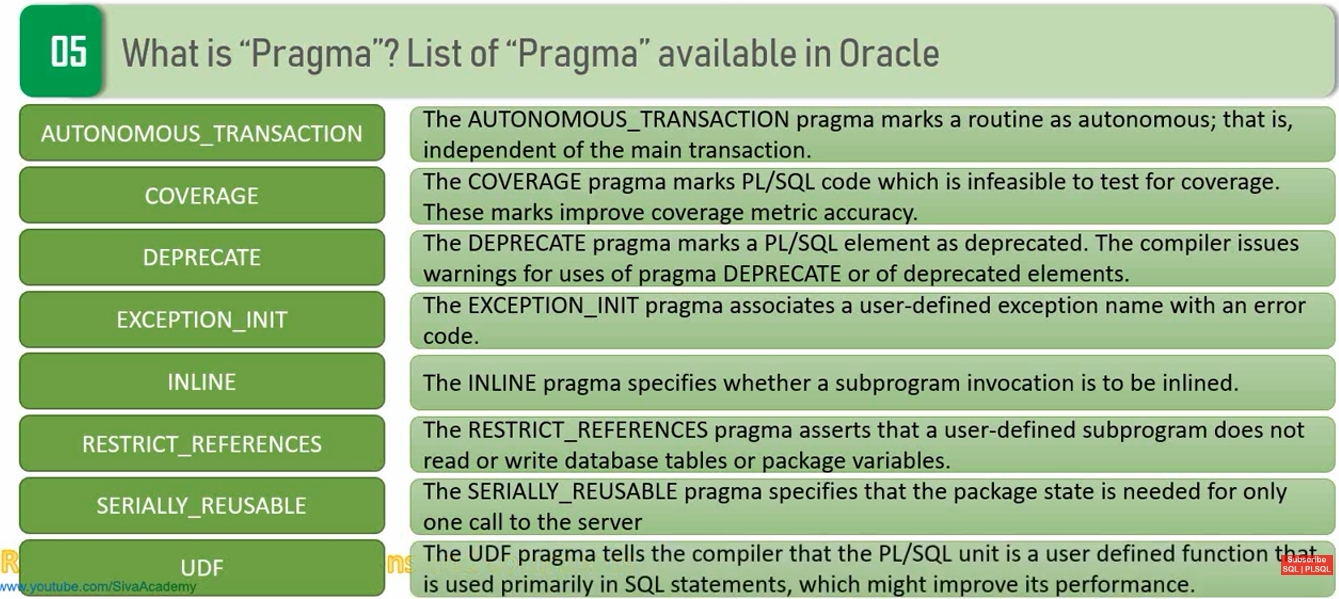 05
What is “Pragma”? List of “Pragma” available in Oracle
AUTONOMOUS_TRANSACTION
The AUTONOMOUS_TRANSACTION pragma marks a routine as autonomous; that is,
independent of the main transaction.
COVERAGE
The COVERAGE pragma marks PL/SQL code which is infeasible to test for coverage.
These marks improve coverage metric accuracy.
DEPRECATE
The DEPRECATE pragma marks a PL/SQL element as deprecated. The compiler issues
warnings for uses of pragma DEPRECATE or of deprecated elements.
EXCEPTION_INIT
The EXCEPTION_INIT pragma associates a user-defined exception name with an error
code.
INLINE
The INLINE pragma specifies whether a subprogram invocation is to be inlined.
RESTRICT_REFERENCES
The RESTRICT_REFERENCES pragma asserts that a user-defined subprogram does not
read or write database tables or package variables.
SERIALLY_REUSABLE
The SERIALLY_REUSABLE pragma specifies that the package state is needed for only
one call to the server
UDF
The UDF pragma tells the compiler that the PL/SQL unit is a user defined function that
is used primarily in SQL statements, which might improve its performance.
www.youtube.com/SivaAcademy
Subscribe
SQL | PLSQL